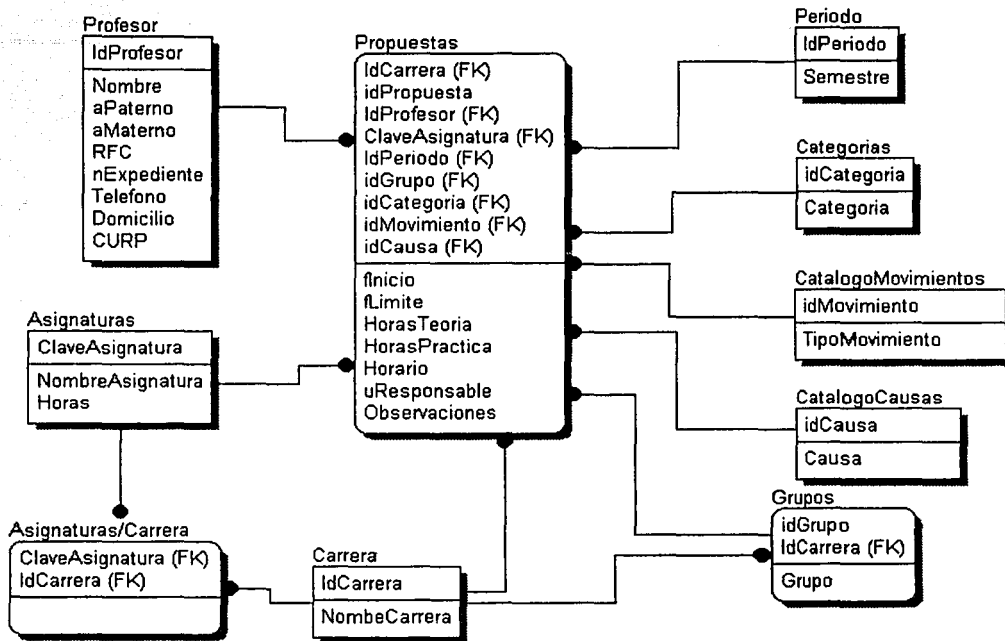 Profesor
IdProfesor
Nombre
aPaterno
aMaterno
RFC
nExpediente
Telefono
Domicilio
CURP
Propuestas
IdCarrera (FK)
idPropuesta
IdProfesor (FK)
ClaveAsignatura (FK)
IdPeriodo (FK)
idGrupo (FK)
idCategoria (FK)
idMovimiento (FK)
idCausa (FK)
fInicio
fLimite
HorasTeoria
HorasPractica
Horario
uResponsable
Observaciones
Periodo
IdPeriodo
Semestre
Categorias
idCategoria
Categoria
CatalogoMovimientos
idMovimiento
TipoMovimiento
CatalogoCausas
idCausa
Causa
Grupos
idGrupo
IdCarrera (FK)
Grupo
Asignaturas
ClaveAsignatura
NombreAsignatura
Horas
Asignaturas/Carrera
ClaveAsignatura (FK)
IdCarrera (FK)
Carrera
IdCarrera
NombeCarrera